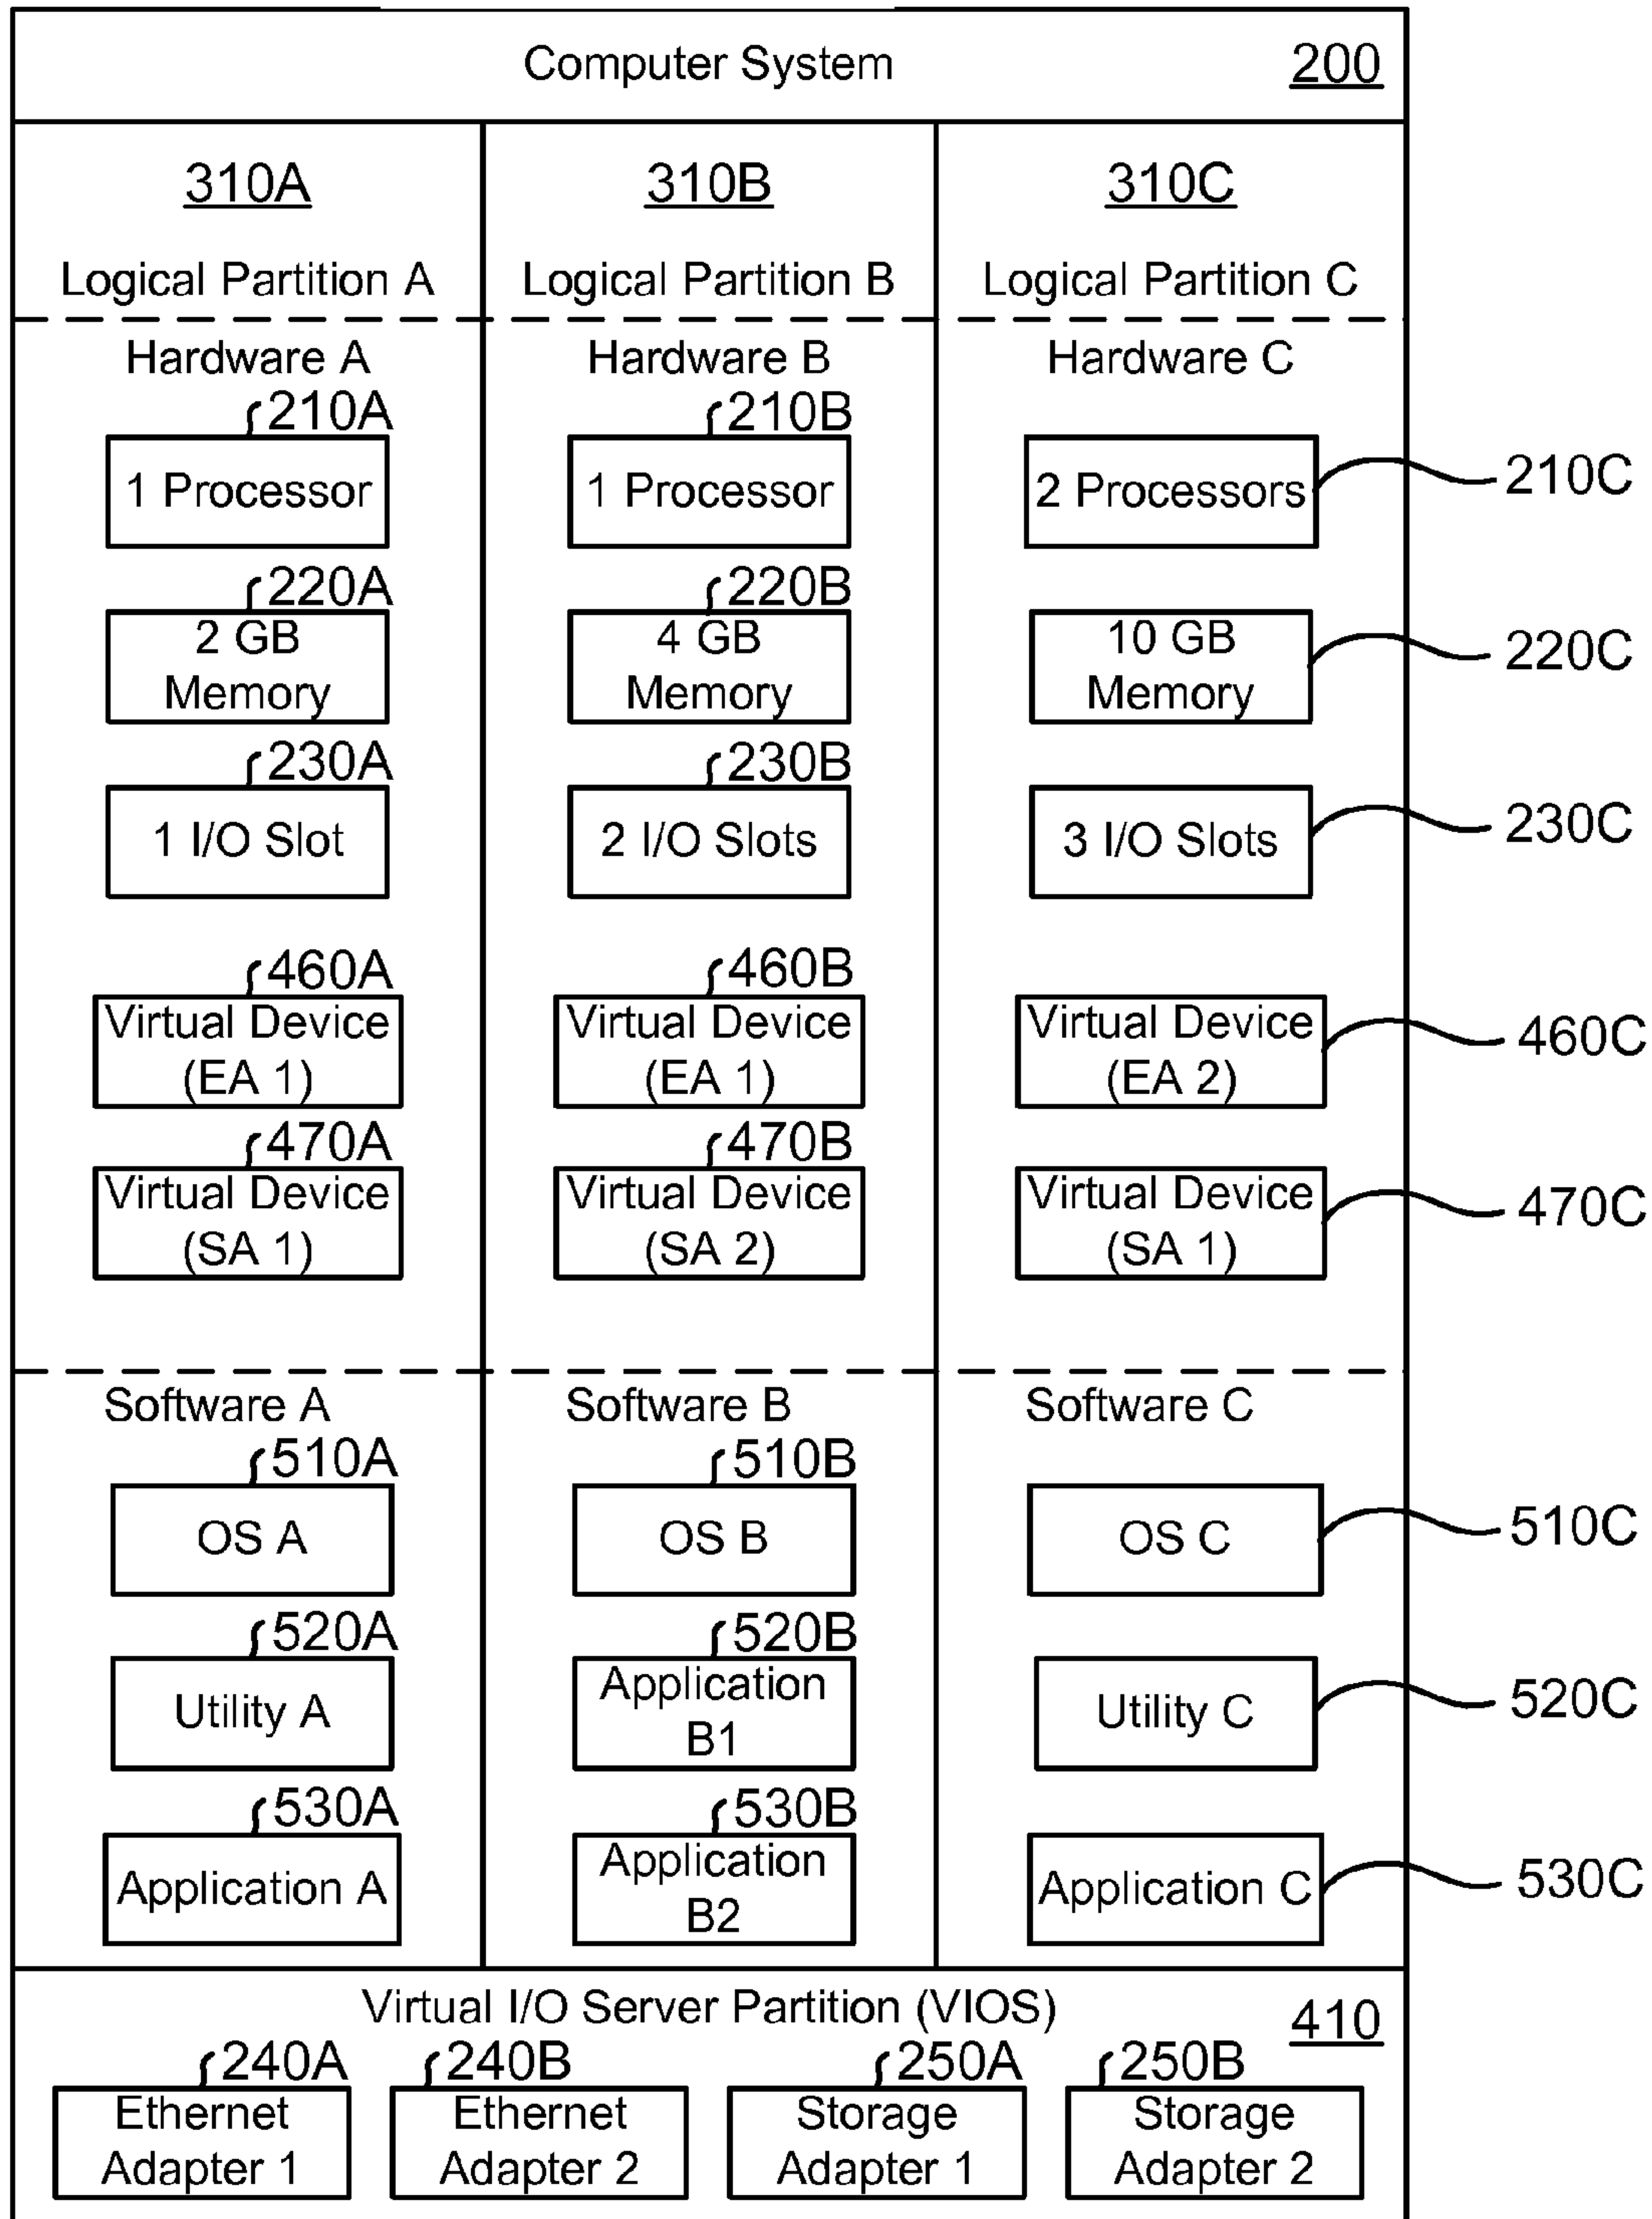 Computer System 200
310A 310B 310C
Logical Partition A Logical Partition B Logical Partition C
Hardware A Hardware B Hardware C
210A 210B
1 Processor 1 Processor 2 Processors 210C
220A 220B
2 GB 4 GB 10 GB 220C
Memory Memory Memory
230A 230B
1 I/O Slot 2 I/O Slots 3 I/O Slots 230C
460A 460B
Virtual Device Virtual Device Virtual Device 460C
(EA 1) (EA 1) (EA 2)
470A 470B
Virtual Device Virtual Device Virtual Device 470C
(SA 1) (SA 2) (SA 1)
Software A Software B Software C
510A 510B
OS A OS B OS C 510C
520A 520B
Utility A Application Utility C 520C
B1
530A 530B
Application A Application Application C 530C
B2
Virtual I/O Server Partition (VIOS) 410
240A 240B 250A 250B
Ethernet Ethernet Storage Storage
Adapter 1 Adapter 2 Adapter 1 Adapter 2